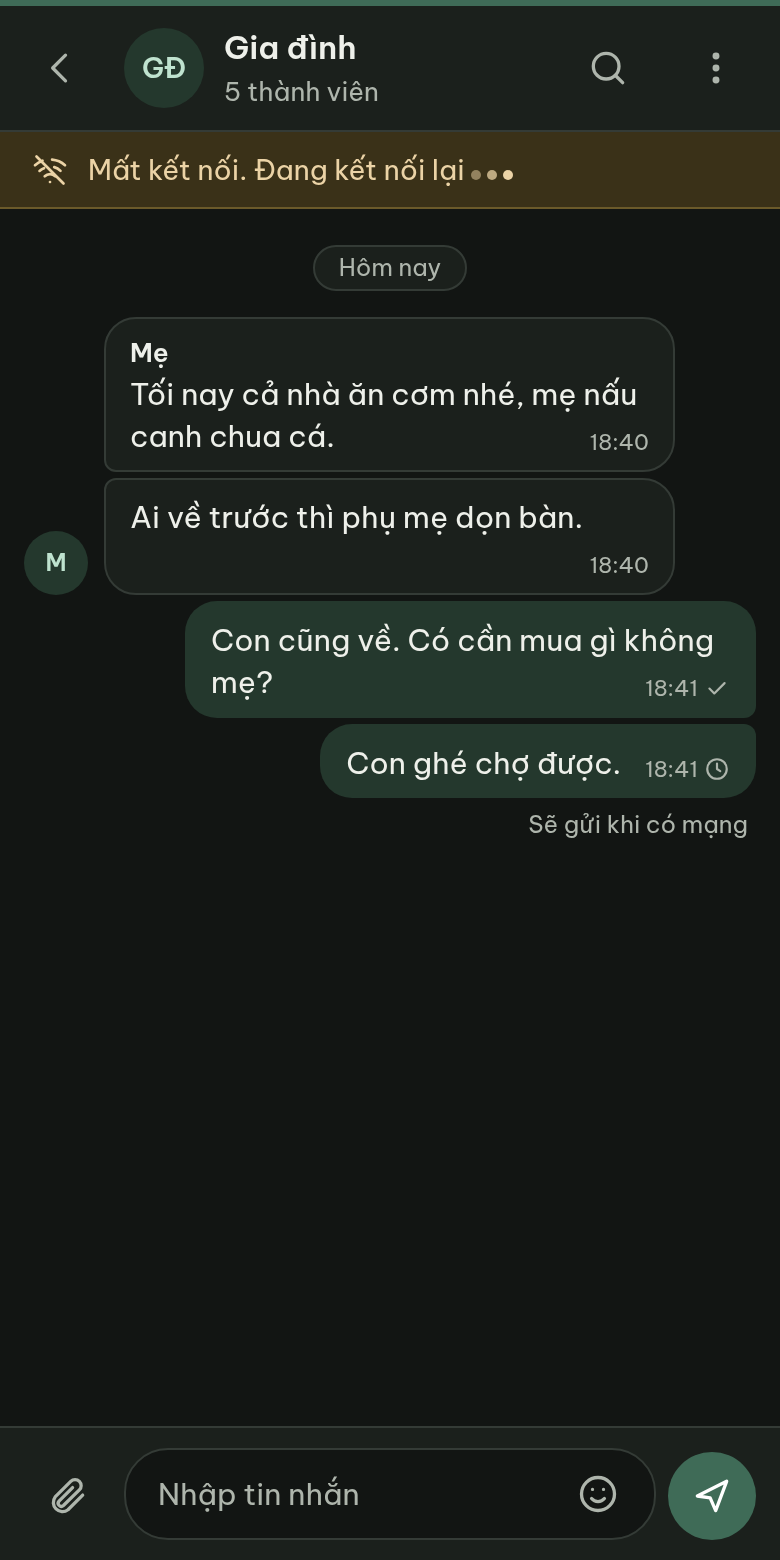 GĐ
Gia đình
5 thành viên
Mất kết nối. Đang kết nối lại
Hôm nay
Mẹ
Tối nay cả nhà ăn cơm nhé, mẹ nấu
canh chua cá.
18:40
Ai về trước thì phụ mẹ dọn bàn.
18:40
M
Con cũng về. Có cần mua gì không
mẹ?
18:41
Con ghé chợ được.
18:41
Sẽ gửi khi có mạng
Nhập tin nhắn